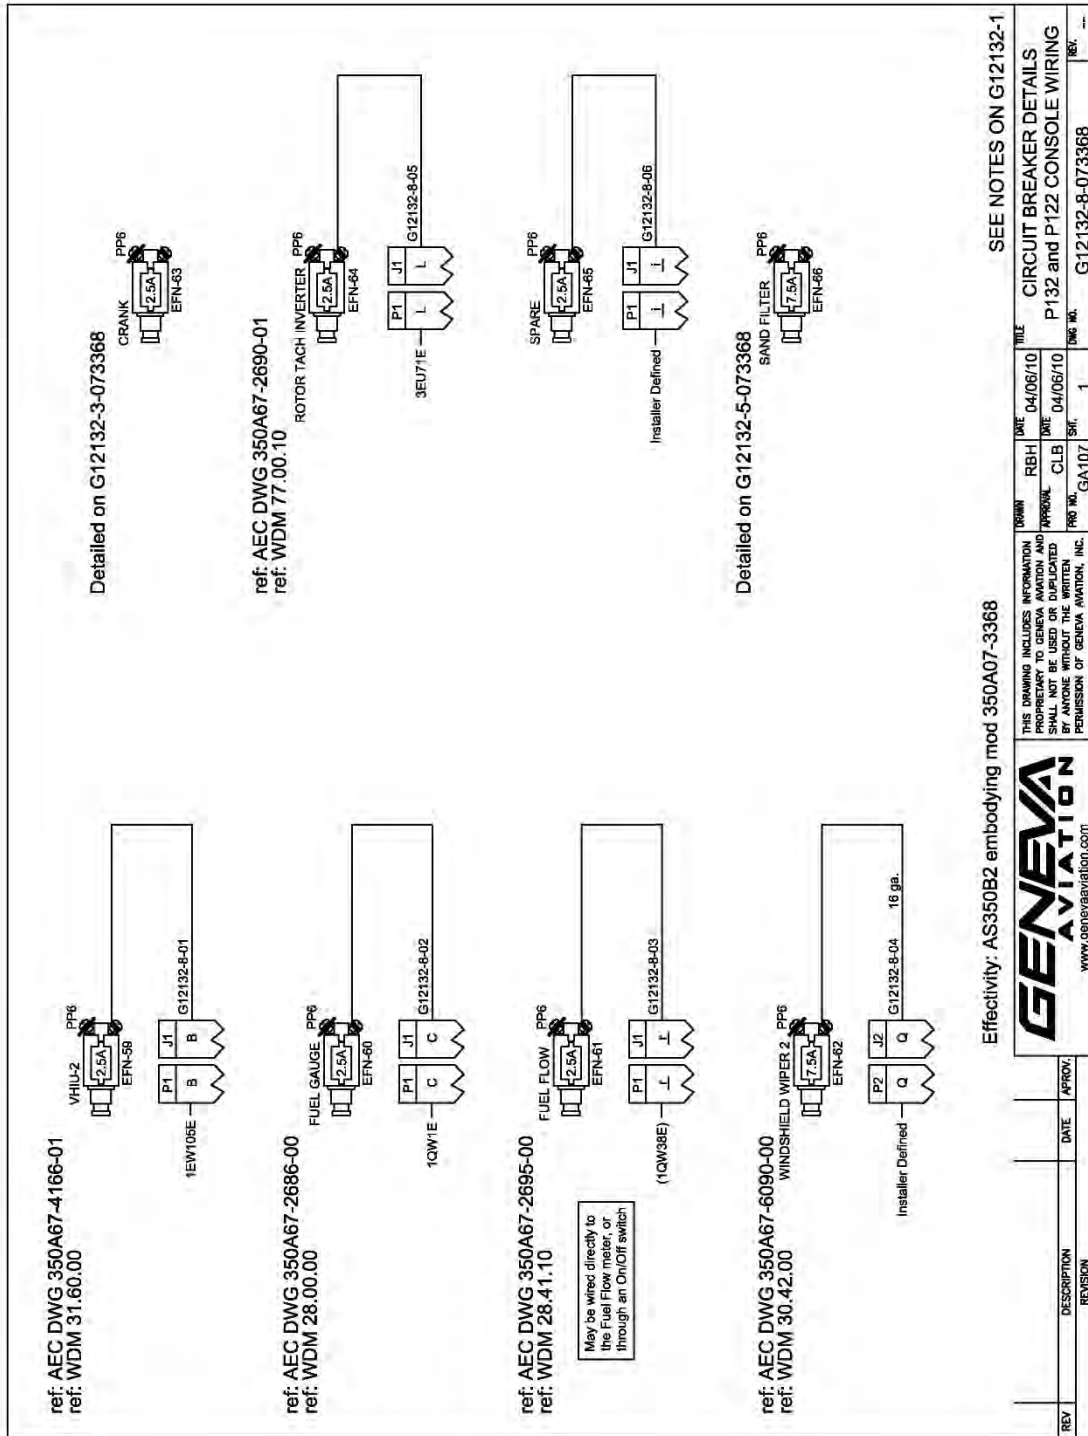 ref: AEC DWG 350A67-4166-01
ref: WDM 31.60.00
VHIU-2
PP6
2.5A
EFN-59
P1
J1
B
B
1EW105E
G12132-8-01
ref: AEC DWG 350A67-2686-00
ref: WDM 28.00.00
FUEL GAUGE
PP6
2.5A
EFN-60
P1
J1
C
C
1QW1E
G12132-8-02
ref: AEC DWG 350A67-2695-00
ref: WDM 28.41.10
May be wired directly to
the Fuel Flow meter, or
through an On/Off switch
FUEL FLOW
PP6
2.5A
EFN-61
P1
J1
r
r
(1QW38E)
G12132-8-03
ref: AEC DWG 350A67-6090-00
ref: WDM 30.42.00
WINDSHIELD WIPER 2
PP6
7.5A
EFN-62
P2
J2
Q
Q
Installer Defined
G12132-8-04
16 ga.
Detailed on G12132-3-073368
CRANK
PP6
2.5A
EFN-63
ref: AEC DWG 350A67-2690-01
ref: WDM 77.00.10
ROTOR TACH INVERTER
PP6
2.5A
EFN-64
P1
J1
L
L
3EU71E
G12132-8-05
SPARE
PP6
2.5A
EFN-65
P1
J1
i
i
Installer Defined
G12132-8-06
Detailed on G12132-5-073368
SAND FILTER
PP6
7.5A
EFN-66
Effectivity: AS350B2 embodying mod 350A07-3368
SEE NOTES ON G12132-1
REV
DESCRIPTION
DATE
APPROV.
REVISION
GENEVA
AVIATION
www.genevaaviation.com
THIS DRAWING INCLUDES INFORMATION
PROPRIETARY TO GENEVA AVIATION AND
SHALL NOT BE USED OR DUPLICATED
BY ANYONE WITHOUT THE WRITTEN
PERMISSION OF GENEVA AVIATION, INC.
DRAWN
RBH
DATE
04/06/10
APPROVAL
CLB
DATE
04/06/10
PRO NO.
GA107
SHT.
1
TITLE
CIRCUIT BREAKER DETAILS
P132 and P122 CONSOLE WIRING
DWG NO.
G12132-8-073368
REV.
--